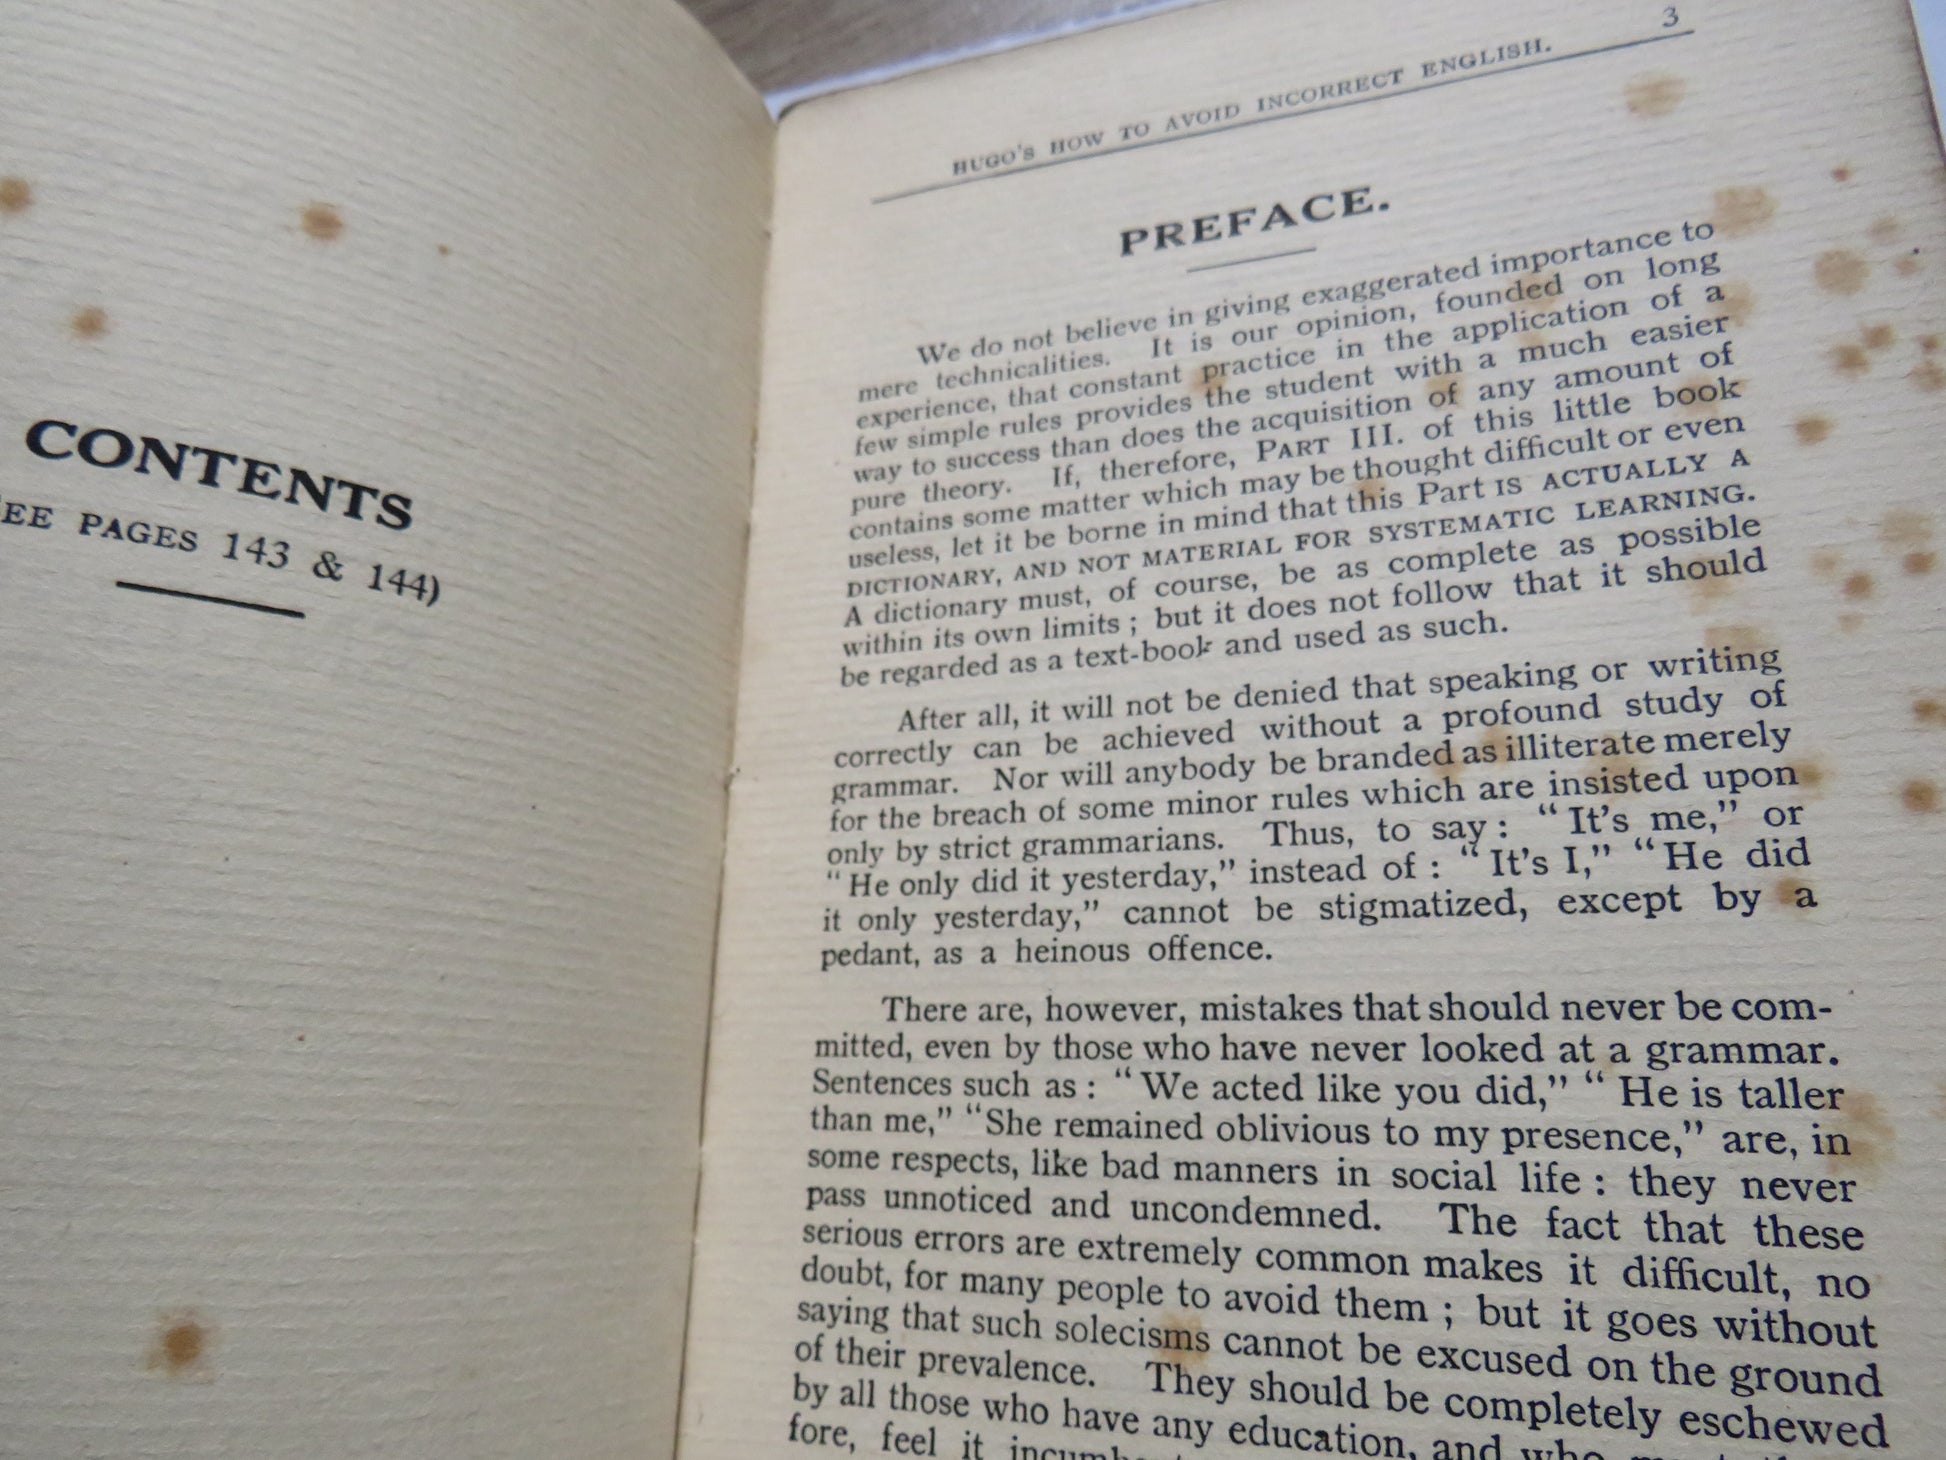 CONTENTS
EE PAGES 143 & 144)
3
HUGO'S HOW TO AVOID INCORRECT ENGLISH.
PREFACE.
We do not believe in giving exaggerated importance to
mere technicalities. It is our opinion, founded on long
experience, that constant practice in the application of a
few simple rules provides the student with a much easier
way to success than does the acquisition of any amount of
pure theory. If, therefore, PART III. of this little book
contains some matter which may be thought difficult or even
useless, let it be borne in mind that this Part IS ACTUALLY A
DICTIONARY, AND NOT MATERIAL FOR SYSTEMATIC LEARNING.
A dictionary must, of course, be as complete as possible
within its own limits; but it does not follow that it should
be regarded as a text-book and used as such.
After all, it will not be denied that speaking or writing
correctly can be achieved without a profound study of
grammar. Nor will anybody be branded as illiterate merely
for the breach of some minor rules which are insisted upon
only by strict grammarians. Thus, to say: “It's me,” or
“He only did it yesterday,” instead of: “It's I,” “He did
it only yesterday,” cannot be stigmatized, except by a
pedant, as a heinous offence.
There are, however, mistakes that should never be com-
mitted, even by those who have never looked at a grammar.
Sentences such as: “We acted like you did,” “He is taller
than me,” “She remained oblivious to my presence,” are, in
some respects, like bad manners in social life: they never
pass unnoticed and uncondemned. The fact that these
serious errors are extremely common makes it difficult, no
doubt, for many people to avoid them; but it goes without
saying that such solecisms cannot be excused on the ground
of their prevalence. They should be completely eschewed
by all those who have any education, and who
fore, feel it